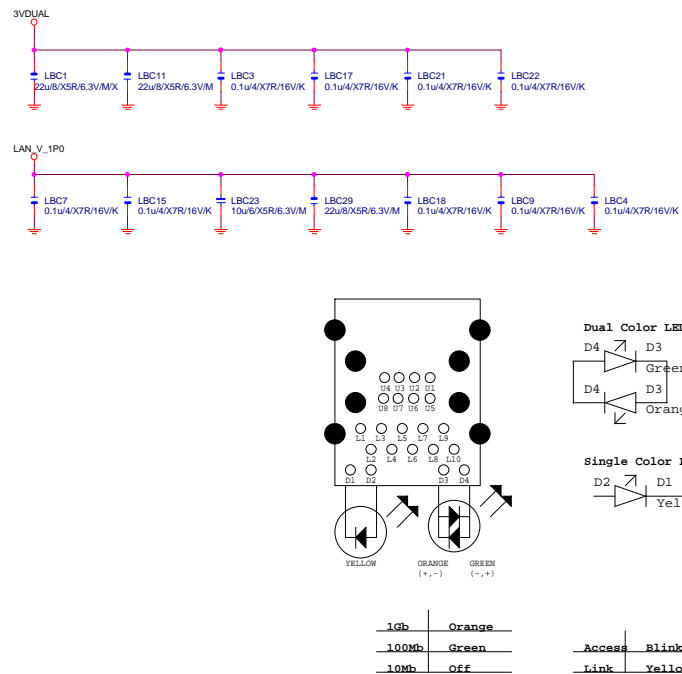 3VDUAL
LBC1
22u/8/X5R/6.3V/M/X
LBC11
22u/8/X5R/6.3V/M
LBC3
0.1u/4/X7R/16V/K
LBC17
0.1u/4/X7R/16V/K
LBC21
0.1u/4/X7R/16V/K
LBC22
0.1u/4/X7R/16V/K
LAN_V_1P0
LBC7
0.1u/4/X7R/16V/K
LBC15
0.1u/4/X7R/16V/K
LBC23
10u/6/X5R/6.3V/M
LBC29
22u/8/X5R/6.3V/M
LBC18
0.1u/4/X7R/16V/K
LBC9
0.1u/4/X7R/16V/K
LBC4
0.1u/4/X7R/16V/K
U4 U3 U2 U1
U8 U7 U6 U5
L1 L3 L5 L7 L9
L2 L4 L6 L8 L10
D1 D2 D3 D4
YELLOW
ORANGE
(+,-)
GREEN
(-,+)
Dual Color LED
D4 D3
Green
D4 D3
Orang
Single Color
D2 D1
Yel
1Gb Orange
100Mb Green
10Mb Off
Access Blink
Link Yello